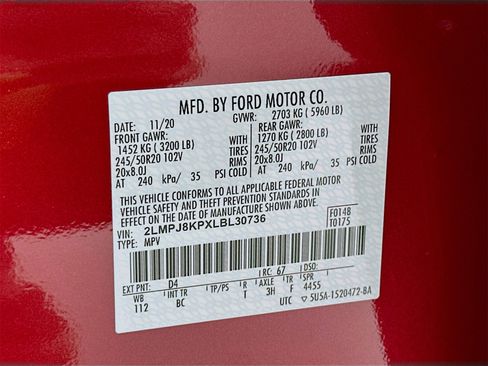 MFD. BY FORD MOTOR CO.
DATE: 11/20 GVWR: 2703 KG ( 5960 LB)
FRONT GAWR: REAR GAWR:
1452 KG ( 3200 LB) WITH 1270 KG ( 2800 LB) WITH
245/50R20 102V TIRES 245/50R20 102V TIRES
20x8.0J RIMS 20x8.0J RIMS
AT 240 kPa/ 35 PSI COLD AT 240 kPa/ 35 PSI COLD
THIS VEHICLE CONFORMS TO ALL APPLICABLE FEDERAL MOTOR
VEHICLE SAFETY AND THEFT PREVENTION STANDARDS IN
EFFECT ON THE DATE OF MANUFACTURE SHOWN ABOVE.
VIN: 2LMPJ8KPXLBL30736 F0148
TYPE: MPV T0175
EXT PNT: D4 RC: 67 DSO:
WB INT TR TP/PS R AXLE TR SPR
112 BC T 3H F 4455
UTC 5U5A-1520472-BA